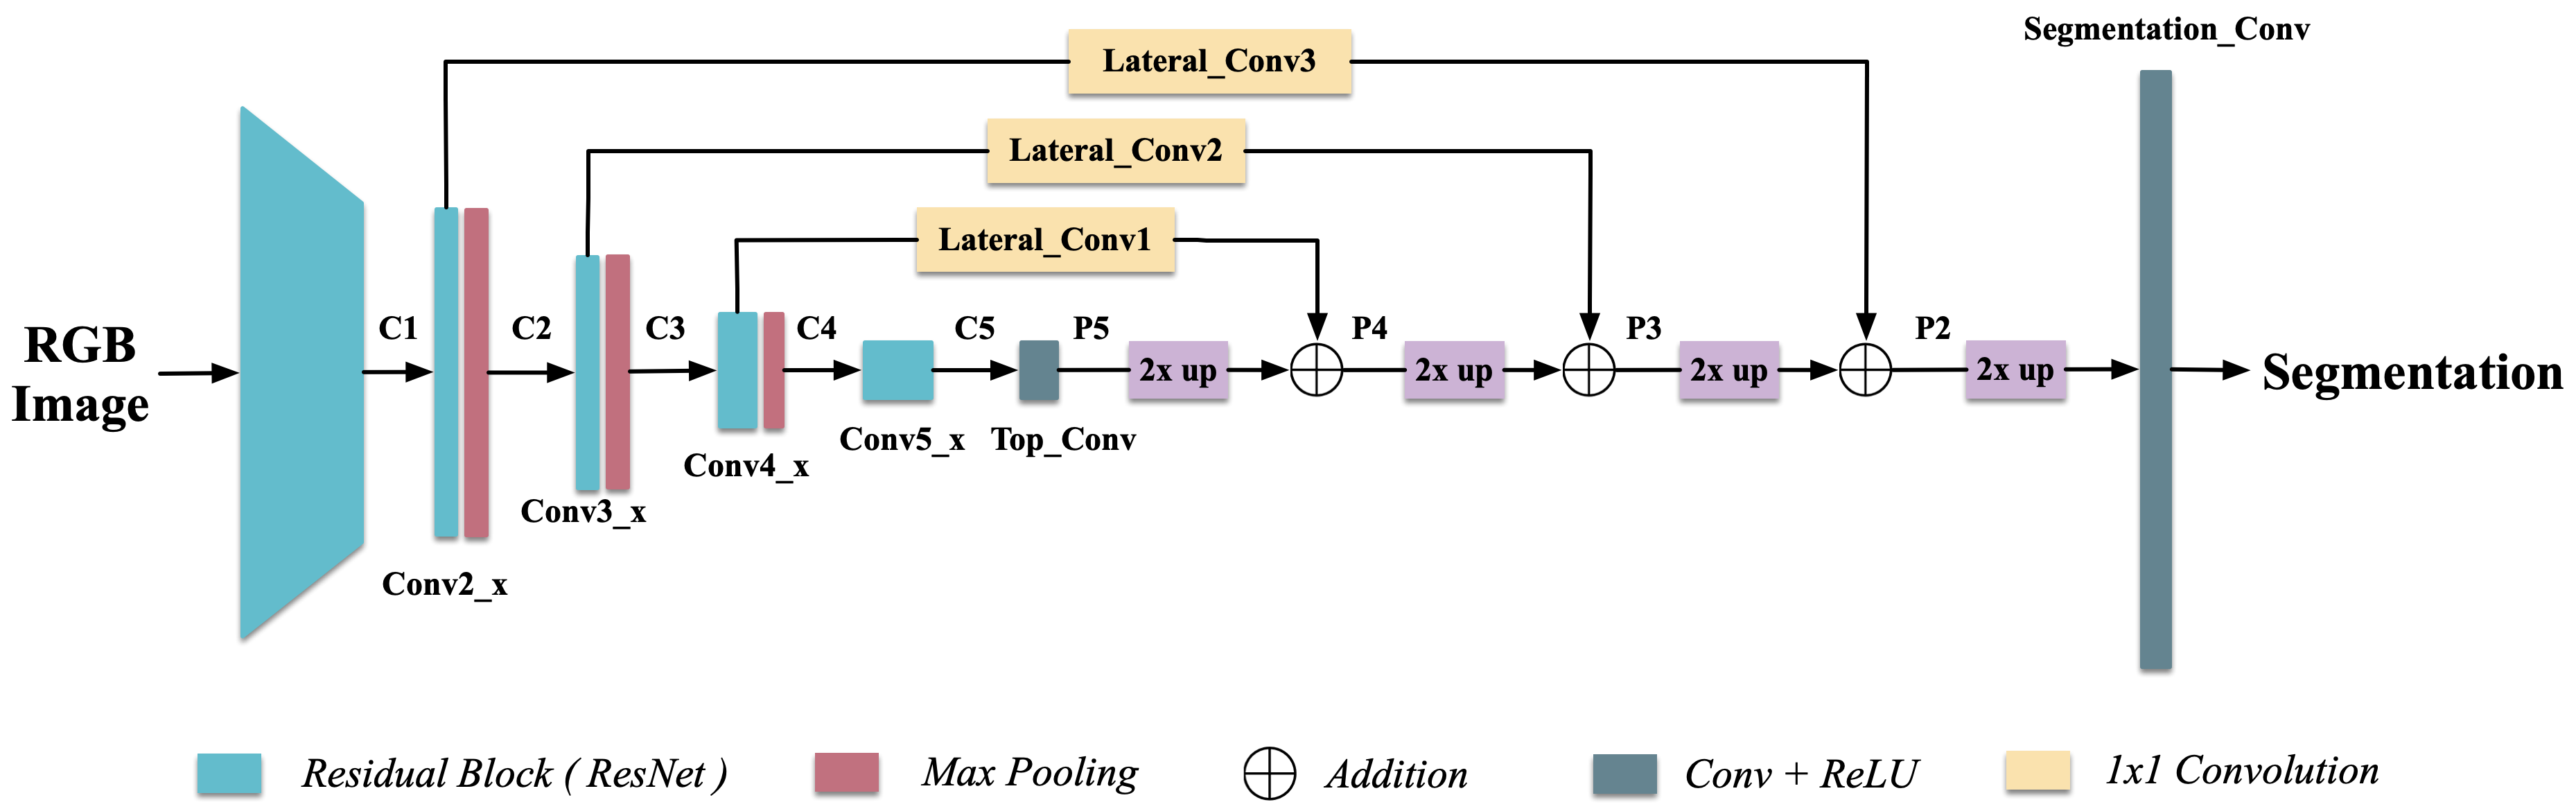 Segmentation_Conv
Lateral_Conv3
Lateral_Conv2
Lateral_Conv1
RGB
Image
C1
C2
C3
C4
C5
P5
P4
P3
P2
2x up
2x up
2x up
2x up
Segmentation
Conv2_x
Conv3_x
Conv4_x
Conv5_x
Top_Conv
Residual Block ( ResNet )
Max Pooling
Addition
Conv + ReLU
1x1 Convolution